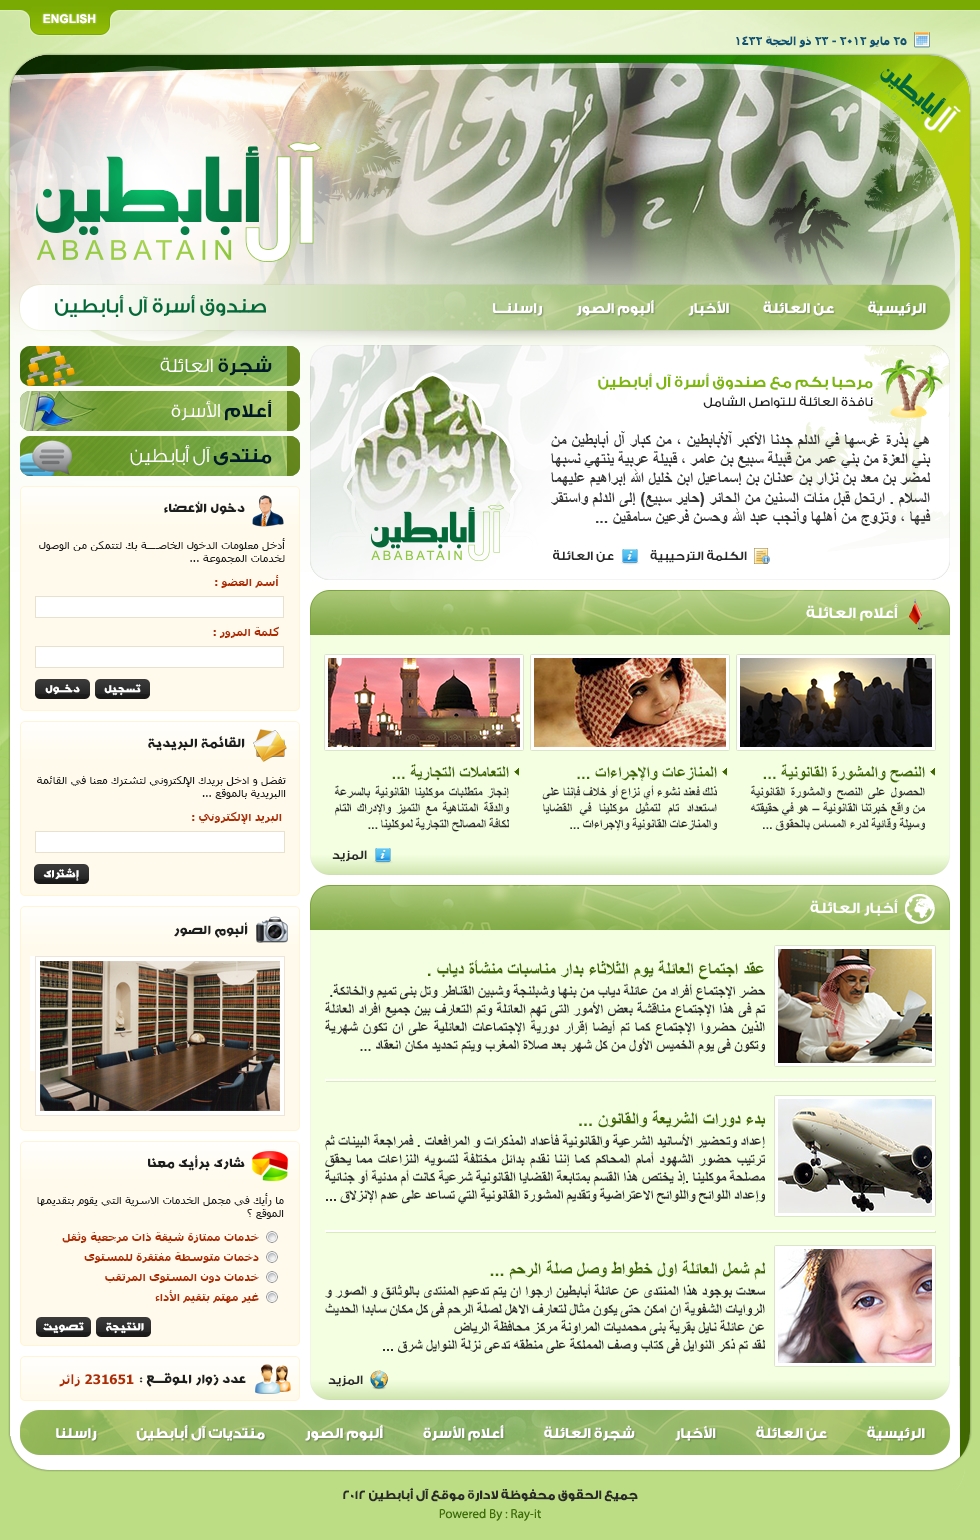 ENGLISH
٢٥ مايو ٢٠١٢ - ٢٣ ذو الحجة ١٤٣٢
آل أبابطين
آل أبابطين
ABABATAIN
الرئيسية
عن العائلة
الأخبار
ألبوم الصور
راسلنــا
صندوق أسرة آل أبابطين
مرحبا بكم مع صندوق أسرة آل أبابطين
نافذة العائلة للتواصل الشامل
هي بذرة غرسها في الدلم جدنا الأكبر ألأبابطين ، من كبار آل أبابطين من
بني العزة من بني عمر من قبيلة سبيع بن عامر ، قبيلة عربية ينتهي نسبها
لمضر بن معد بن نزار بن عدنان بن إسماعيل ابن خليل الله إبراهيم عليهما
السلام . ارتحل قبل مئات السنين من الحائر (حاير سبيع) إلى الدلم واستقر
فيها ، وتزوج من أهلها وأنجب عبد الله وحسن فرعين سامقين ...
الكلمة الترحيبية
عن العائلة
آل أبابطين
ABABATAIN
شجرة العائلة
أعلام الأسرة
منتدى آل أبابطين
دخول الأعضاء
أدخل معلومات الدخول الخاصـــة بك لتتمكن من الوصول
لخدمات المجموعة ...
أسم العضو :
كلمة المرور :
تسجيل
دخـول
القائمة البريدية
تفضل و ادخل بريدك الإلكتروني لتشترك معنا في القائمة
االبريدية بالموقع ...
البريد الإلكتروني :
إشتراك
ألبوم الصور
شارك برأيك معنا
ما رأيك في مجمل الخدمات الاسرية التي يقوم بتقديمها
الموقع ؟
خدمات ممتازة شيقة ذات مرجعية وثقل
دخمات متوسطة مفتقرة للمستوى
خدمات دون المستوى المرتقب
غير مهتم بتقيم الأداء
النتيجة
تصويت
عدد زوار الموقــع : 231651 زائر
أعلام العائلة
النصح والمشورة القانونية ...
الحصول على النصح والمشورة القانونية
من واقع خبرتنا القانونية – هو في حقيقته
وسيلة وقائية لدرء المساس بالحقوق ...
المنازعات والإجراءات ...
ذلك فعند نشوء أي نزاع أو خلاف فإننا على
استعداد تام لتمثيل موكلينا في القضايا
والمنازعات القانونية والإجراءات ...
التعاملات التجارية ...
إنجاز متطلبات موكلينا القانونية بالسرعة
والدقة المتناهية مع التميز والإدراك التام
لكافة المصالح التجارية لموكلينا ...
المزيد
أخبار العائلة
عقد اجتماع العائلة يوم الثلاثاء بدار مناسبات منشأة دياب .
حضر الإجتماع أفراد من عائلة دياب من بنها وشبلنجة وشبين القناطر وتل بنى تميم والخانكة.
تم فى هذا الإجتماع مناقشة بعض الأمور التى تهم العائلة وتم التعارف بين جميع افراد العائلة
الذين حضروا الإجتماع كما تم أيضا إقرار دورية الإجتماعات العائلية على ان تكون شهرية
وتكون فى يوم الخميس الأول من كل شهر بعد صلاة المغرب ويتم تحديد مكان انعقاد ...
بدء دورات الشريعة والقانون ...
إعداد وتحضير الأسانيد الشرعية والقانونية فأعداد المذكرات و المرافعات . فمراجعة البينات ثم
ترتيب حضور الشهود أمام المحاكم كما إننا نقدم بدائل مختلفة لتسويه النزاعات مما يحقق
مصلحة موكلينا .إذ يختص هذا القسم بمتابعة القضايا القانونية شرعية كانت أم مدنية أو جنائية
وإعداد اللوائح واللوائح الاعتراضية وتقديم المشورة القانونية التي تساعد على عدم الإنزلاق ...
لم شمل العائلة اول خطواط وصل صلة الرحم ...
سعدت بوجود هذا المنتدى عن عائلة أبابطين ارجوا ان يتم تدعيم المنتدى بالوثائق و الصور و
الروايات الشفوية ان امكن حتى يكون مثال لتعارف الاهل لصلة الرحم فى كل مكان سابدا الحديث
عن عائلة نايل بقرية بنى محمديات المراونة مركز محافظة الرياض
لقد تم ذكر النوايل فى كتاب وصف المملكة على منطقه تدعى نزلة النوايل شرق ...
المزيد
الرئيسية
عن العائلة
الأخبار
شجرة العائلة
أعلام الأسرة
ألبوم الصور
منتديات آل أبابطين
راسلنا
جميع الحقوق محفوظة لادارة موقع آل أبابطين ٢٠١٢
Powered By : Ray-it